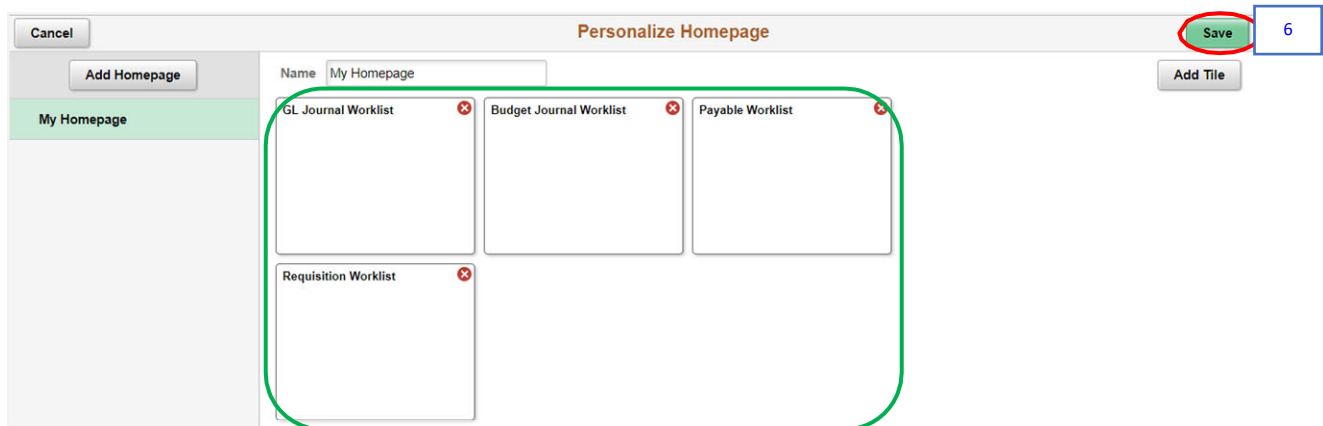 Cancel
Personalize Homepage
Save
6
Add Homepage
Name
My Homepage
Add Tile
My Homepage
GL Journal Worklist
Budget Journal Worklist
Payable Worklist
Requisition Worklist